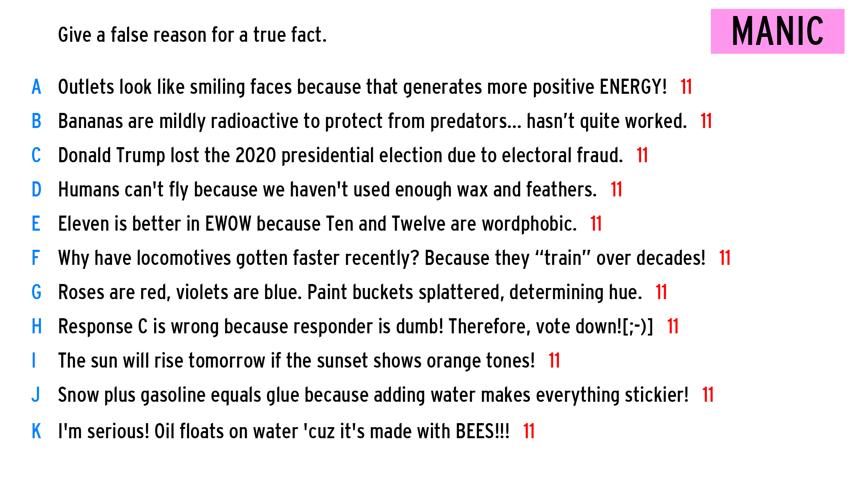 Give a false reason for a true fact.
MANIC
A Outlets look like smiling faces because that generates more positive ENERGY! 11
B Bananas are mildly radioactive to protect from predators... hasn’t quite worked. 11
C Donald Trump lost the 2020 presidential election due to electoral fraud. 11
D Humans can't fly because we haven't used enough wax and feathers. 11
E Eleven is better in EWOW because Ten and Twelve are wordphobic. 11
F Why have locomotives gotten faster recently? Because they “train” over decades! 11
G Roses are red, violets are blue. Paint buckets splattered, determining hue. 11
H Response C is wrong because responder is dumb! Therefore, vote down![;-)] 11
I The sun will rise tomorrow if the sunset shows orange tones! 11
J Snow plus gasoline equals glue because adding water makes everything stickier! 11
K I'm serious! Oil floats on water 'cuz it's made with BEES!!! 11